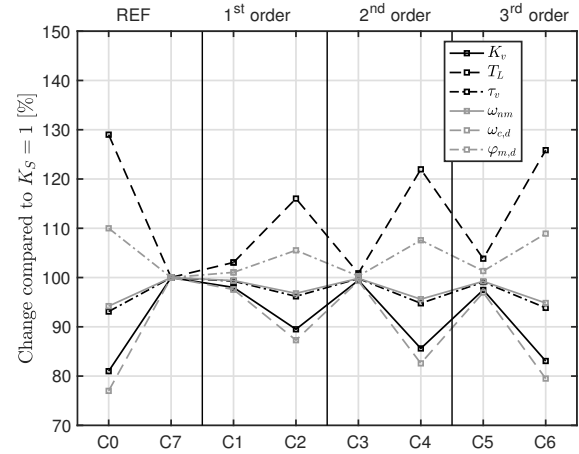 REF 1st order 2nd order 3rd order
150
140
130
120
110
100
90
80
70
Change compared to K_S = 1 [%]
K_v
T_L
τ_v
ω_nm
ω_c,d
φ_m,d
C0 C7 C1 C2 C3 C4 C5 C6